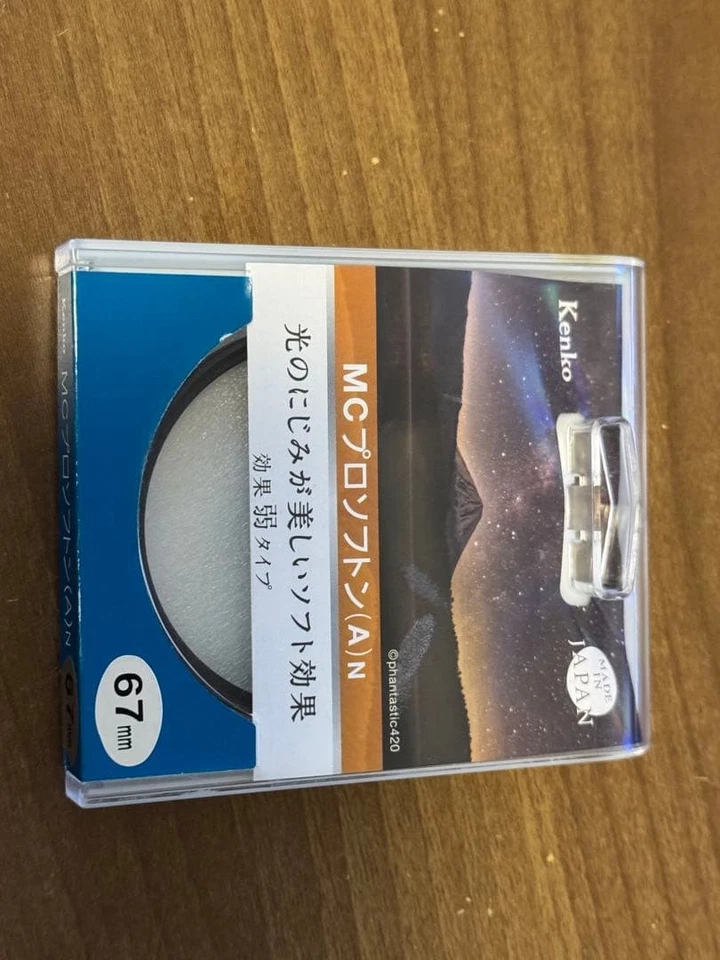 Kenko
MADE
IN
JAPAN
©phantastic420
MCプロソフトン(A)N
光のにじみが美しいソフト効果
効果弱タイプ
67mm
Kenko MCプロソフトン(A)N 67mm